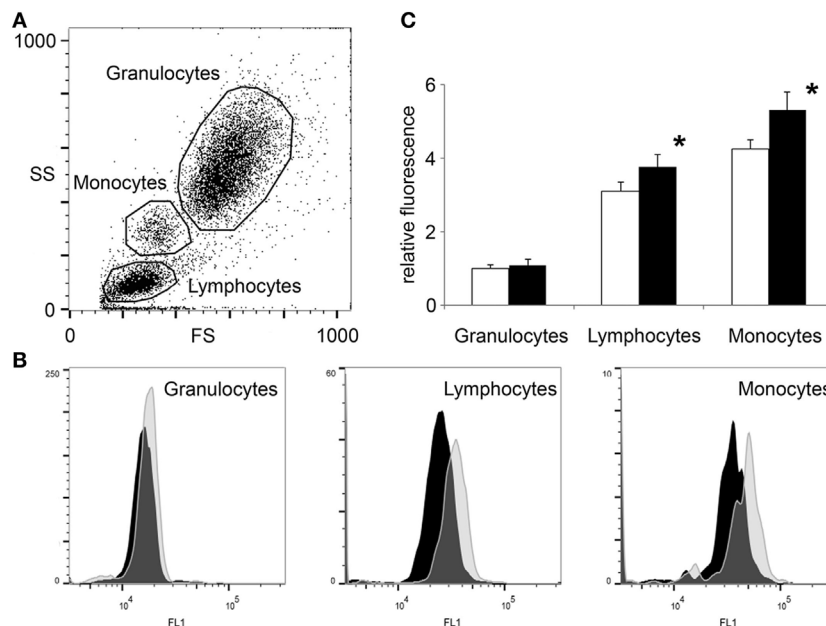 A
1000
Granulocytes
SS
Monocytes
Lymphocytes
0
0
FS
1000
C
relative fluorescence
6
4
2
0
*
*
Granulocytes
Lymphocytes
Monocytes
B
250
Granulocytes
0
10⁴
10⁵
FL1
60
Lymphocytes
0
10⁴
10⁵
FL1
10
Monocytes
0
10⁴
10⁵
FL1